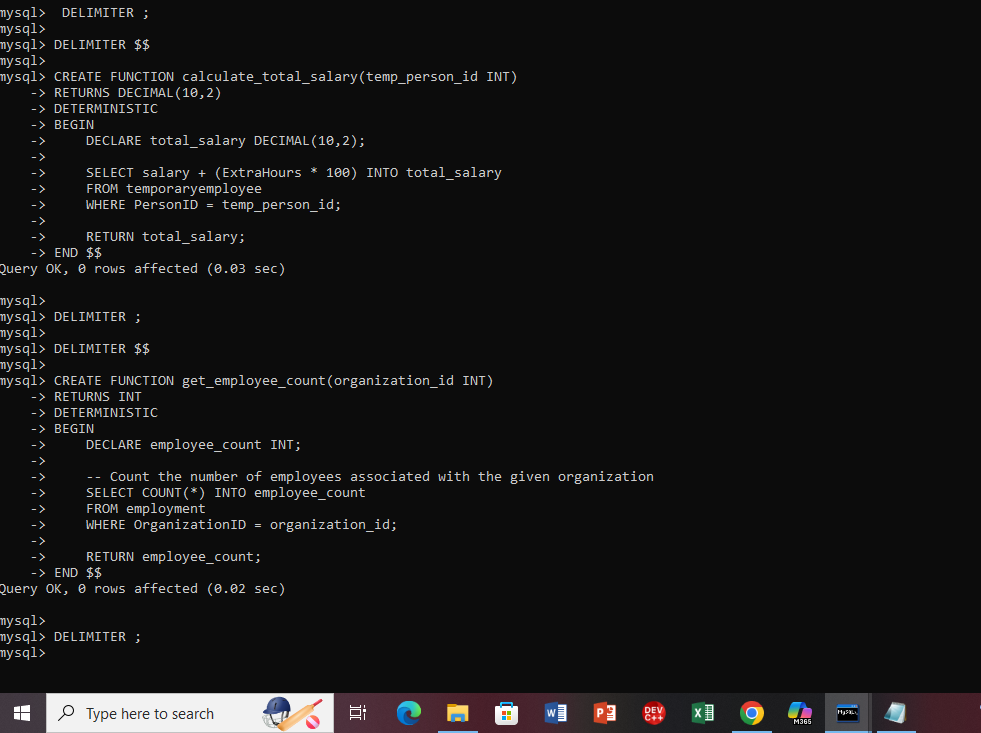 mysql>  DELIMITER ;
mysql>
mysql> DELIMITER $$
mysql>
mysql> CREATE FUNCTION calculate_total_salary(temp_person_id INT)
    -> RETURNS DECIMAL(10,2)
    -> DETERMINISTIC
    -> BEGIN
    ->     DECLARE total_salary DECIMAL(10,2);
    ->
    ->     SELECT salary + (ExtraHours * 100) INTO total_salary
    ->     FROM temporaryemployee
    ->     WHERE PersonID = temp_person_id;
    ->
    ->     RETURN total_salary;
    -> END $$
Query OK, 0 rows affected (0.03 sec)
mysql>
mysql> DELIMITER ;
mysql>
mysql> DELIMITER $$
mysql>
mysql> CREATE FUNCTION get_employee_count(organization_id INT)
    -> RETURNS INT
    -> DETERMINISTIC
    -> BEGIN
    ->     DECLARE employee_count INT;
    ->
    ->     -- Count the number of employees associated with the given organization
    ->     SELECT COUNT(*) INTO employee_count
    ->     FROM employment
    ->     WHERE OrganizationID = organization_id;
    ->
    ->     RETURN employee_count;
    -> END $$
Query OK, 0 rows affected (0.02 sec)
mysql>
mysql> DELIMITER ;
mysql>
Type here to search
W
P
DEV C++
X
M365
MySQL